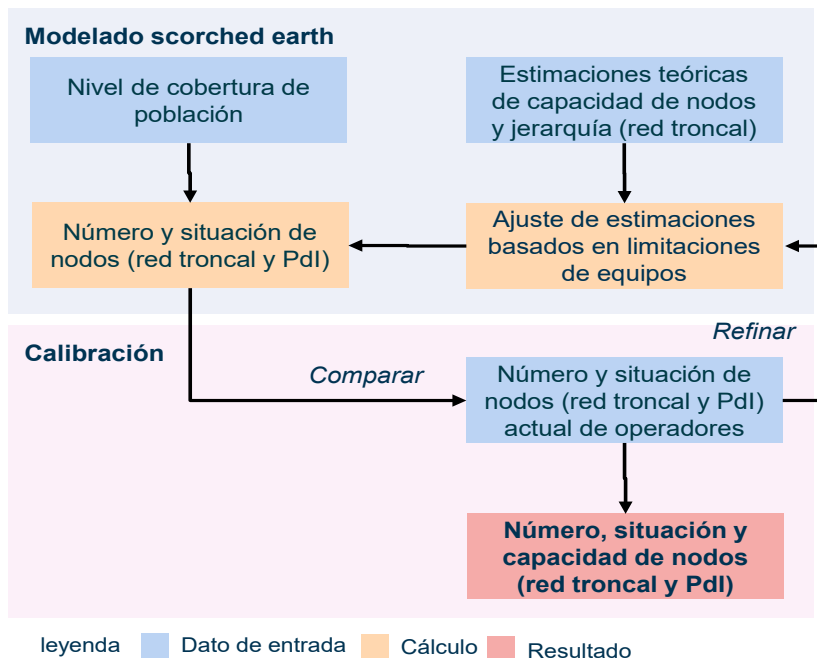 Modelado scorched earth
Nivel de cobertura de
población
Estimaciones teóricas
de capacidad de nodos
y jerarquía (red troncal)
Número y situación de
nodos (red troncal y PdI)
Ajuste de estimaciones
basados en limitaciones
de equipos
Refinar
Calibración
Comparar
Número y situación de
nodos (red troncal y PdI)
actual de operadores
Número, situación y
capacidad de nodos
(red troncal y PdI)
leyenda Dato de entrada Cálculo Resultado